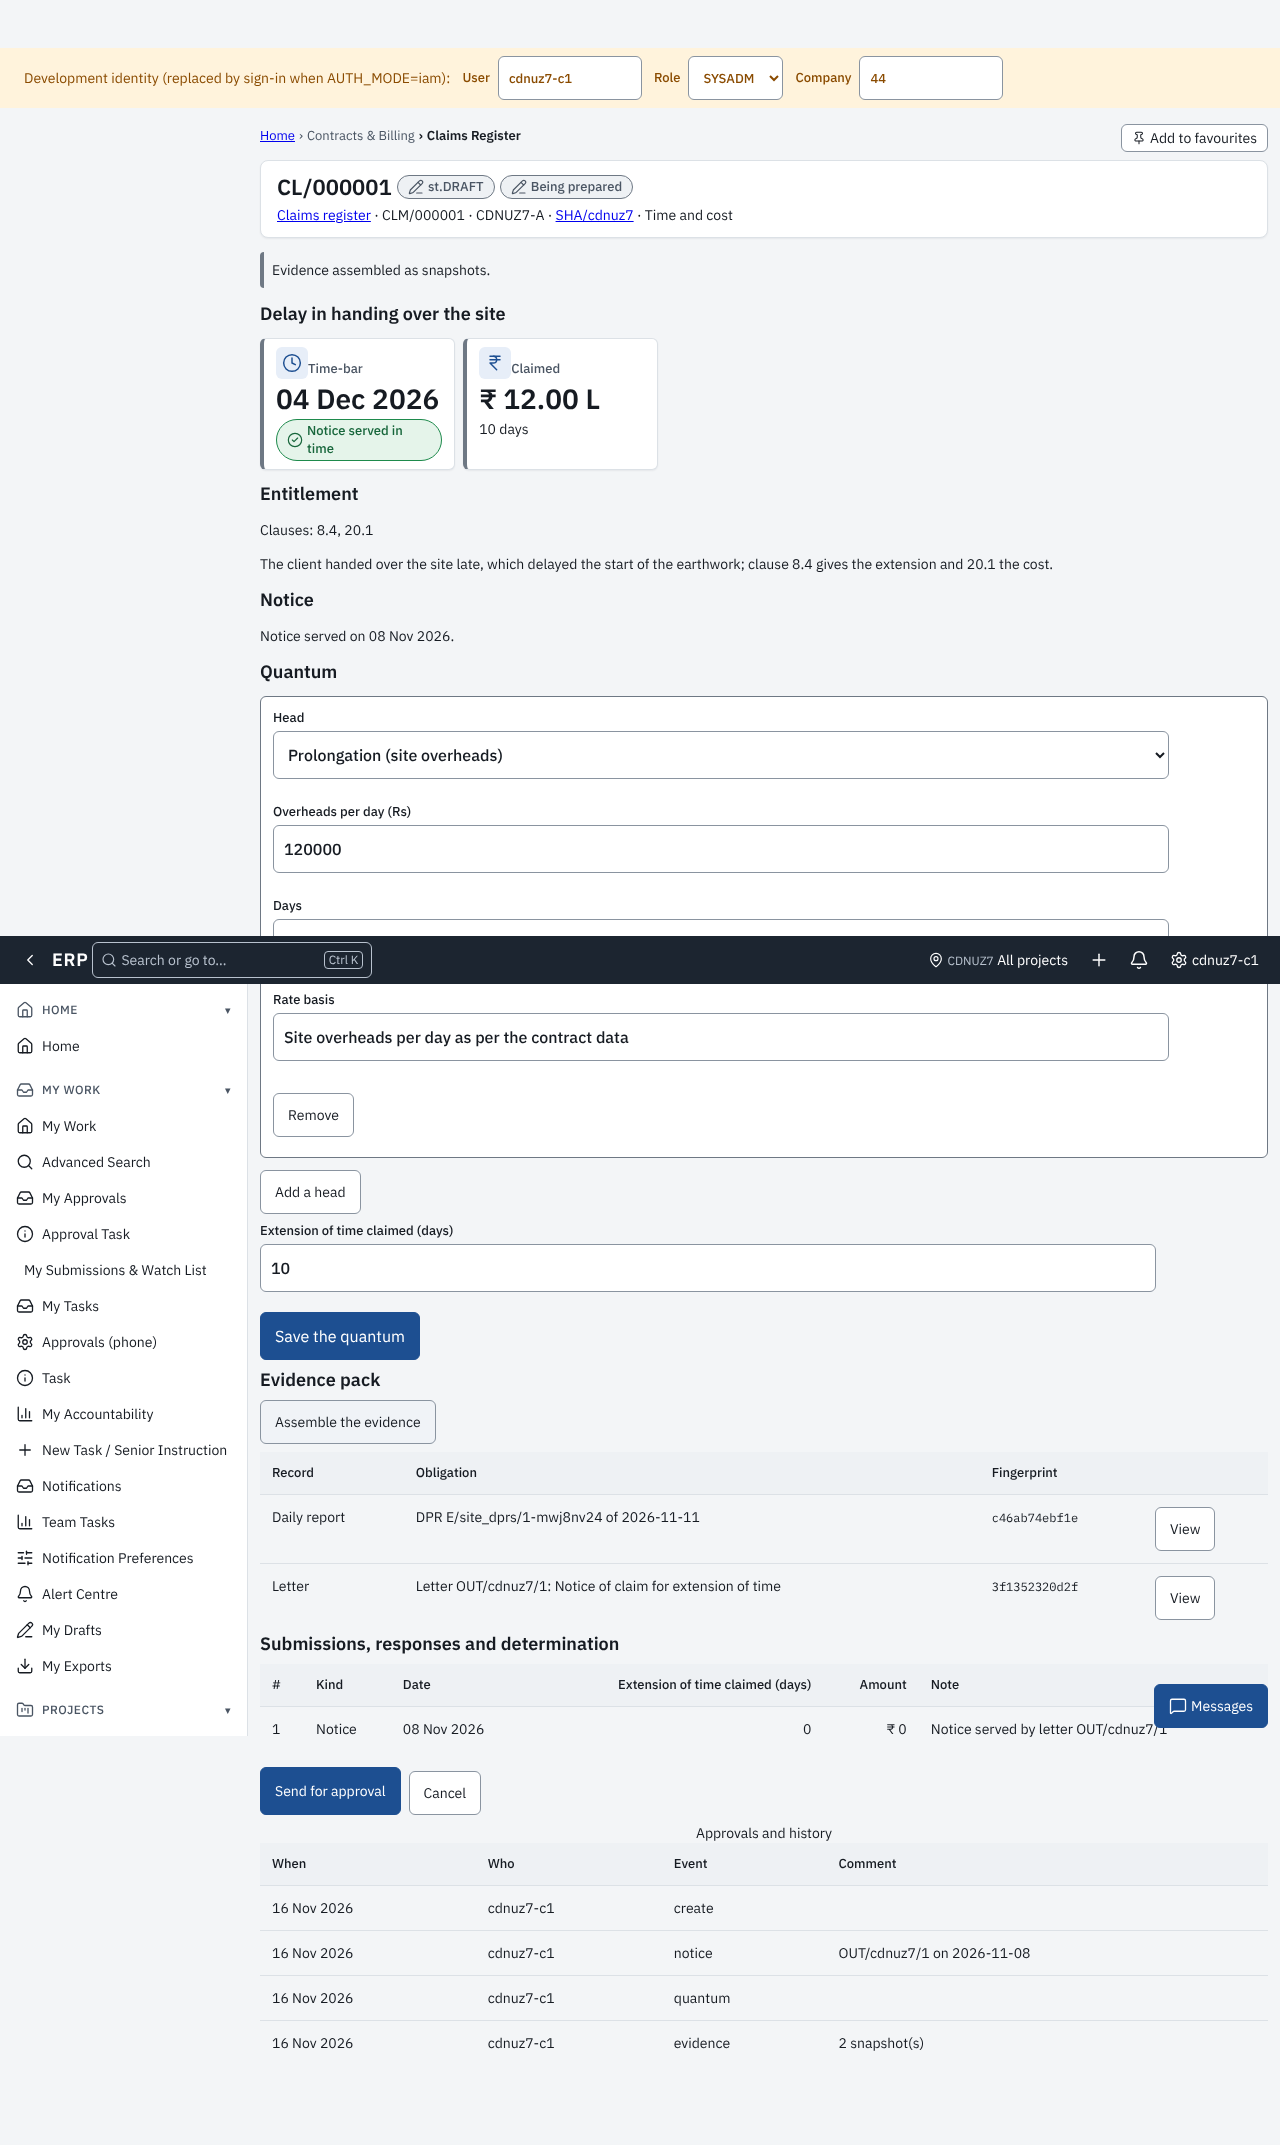 Development identity (replaced by sign-in when AUTH_MODE=iam): User cdnuz7-c1 Role SYSADM Company 44
Home › Contracts & Billing › Claims Register
Add to favourites
CL/000001 st.DRAFT Being prepared
Claims register · CLM/000001 · CDNUZ7-A · SHA/cdnuz7 · Time and cost
Evidence assembled as snapshots.
Delay in handing over the site
Time-bar
04 Dec 2026
Notice served in
time
₹ Claimed
₹ 12.00 L
10 days
Entitlement
Clauses: 8.4, 20.1
The client handed over the site late, which delayed the start of the earthwork; clause 8.4 gives the extension and 20.1 the cost.
Notice
Notice served on 08 Nov 2026.
Quantum
Head
Prolongation (site overheads)
Overheads per day (Rs)
120000
Days
ERP Search or go to... Ctrl K CDNUZ7 All projects cdnuz7-c1
HOME
Home
MY WORK
My Work
Advanced Search
My Approvals
Approval Task
My Submissions & Watch List
My Tasks
Approvals (phone)
Task
My Accountability
New Task / Senior Instruction
Notifications
Team Tasks
Notification Preferences
Alert Centre
My Drafts
My Exports
PROJECTS
Rate basis
Site overheads per day as per the contract data
Remove
Add a head
Extension of time claimed (days)
10
Save the quantum
Evidence pack
Assemble the evidence
Record Obligation Fingerprint
Daily report DPR E/site_dprs/1-mwj8nv24 of 2026-11-11 c46ab74ebf1e View
Letter Letter OUT/cdnuz7/1: Notice of claim for extension of time 3f1352320d2f View
Submissions, responses and determination
# Kind Date Extension of time claimed (days) Amount Note
1 Notice 08 Nov 2026 0 ₹ 0 Notice served by letter OUT/cdnuz7/1
Messages
Send for approval Cancel
Approvals and history
When Who Event Comment
16 Nov 2026 cdnuz7-c1 create
16 Nov 2026 cdnuz7-c1 notice OUT/cdnuz7/1 on 2026-11-08
16 Nov 2026 cdnuz7-c1 quantum
16 Nov 2026 cdnuz7-c1 evidence 2 snapshot(s)